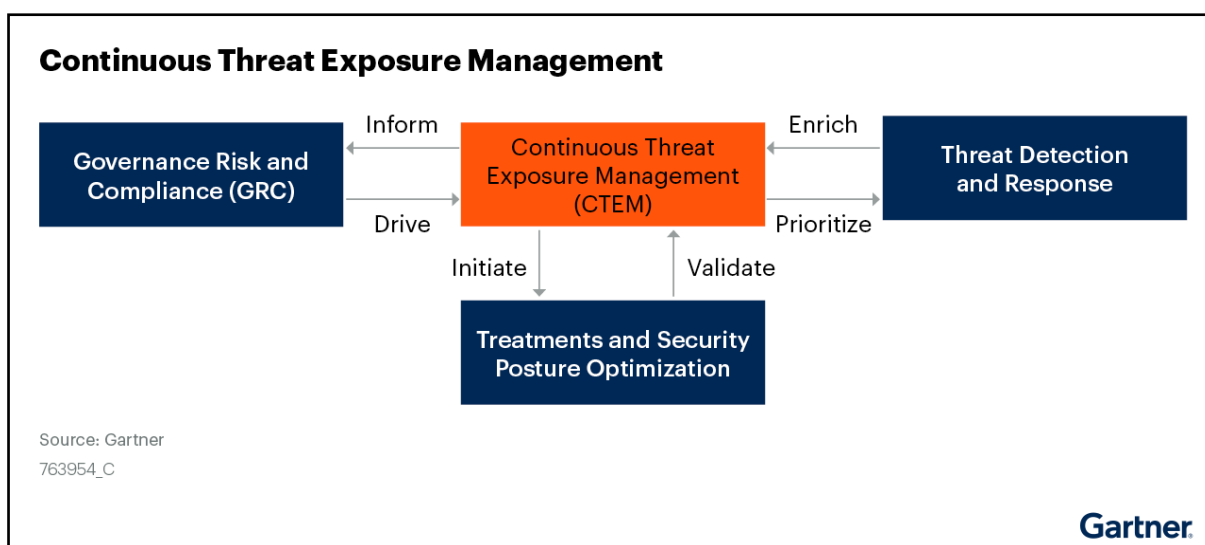 Continuous Threat Exposure Management
Governance Risk and
Compliance (GRC)
Inform
Drive
Continuous Threat
Exposure Management
(CTEM)
Enrich
Prioritize
Threat Detection
and Response
Initiate
Validate
Treatments and Security
Posture Optimization
Source: Gartner
763954_C
Gartner